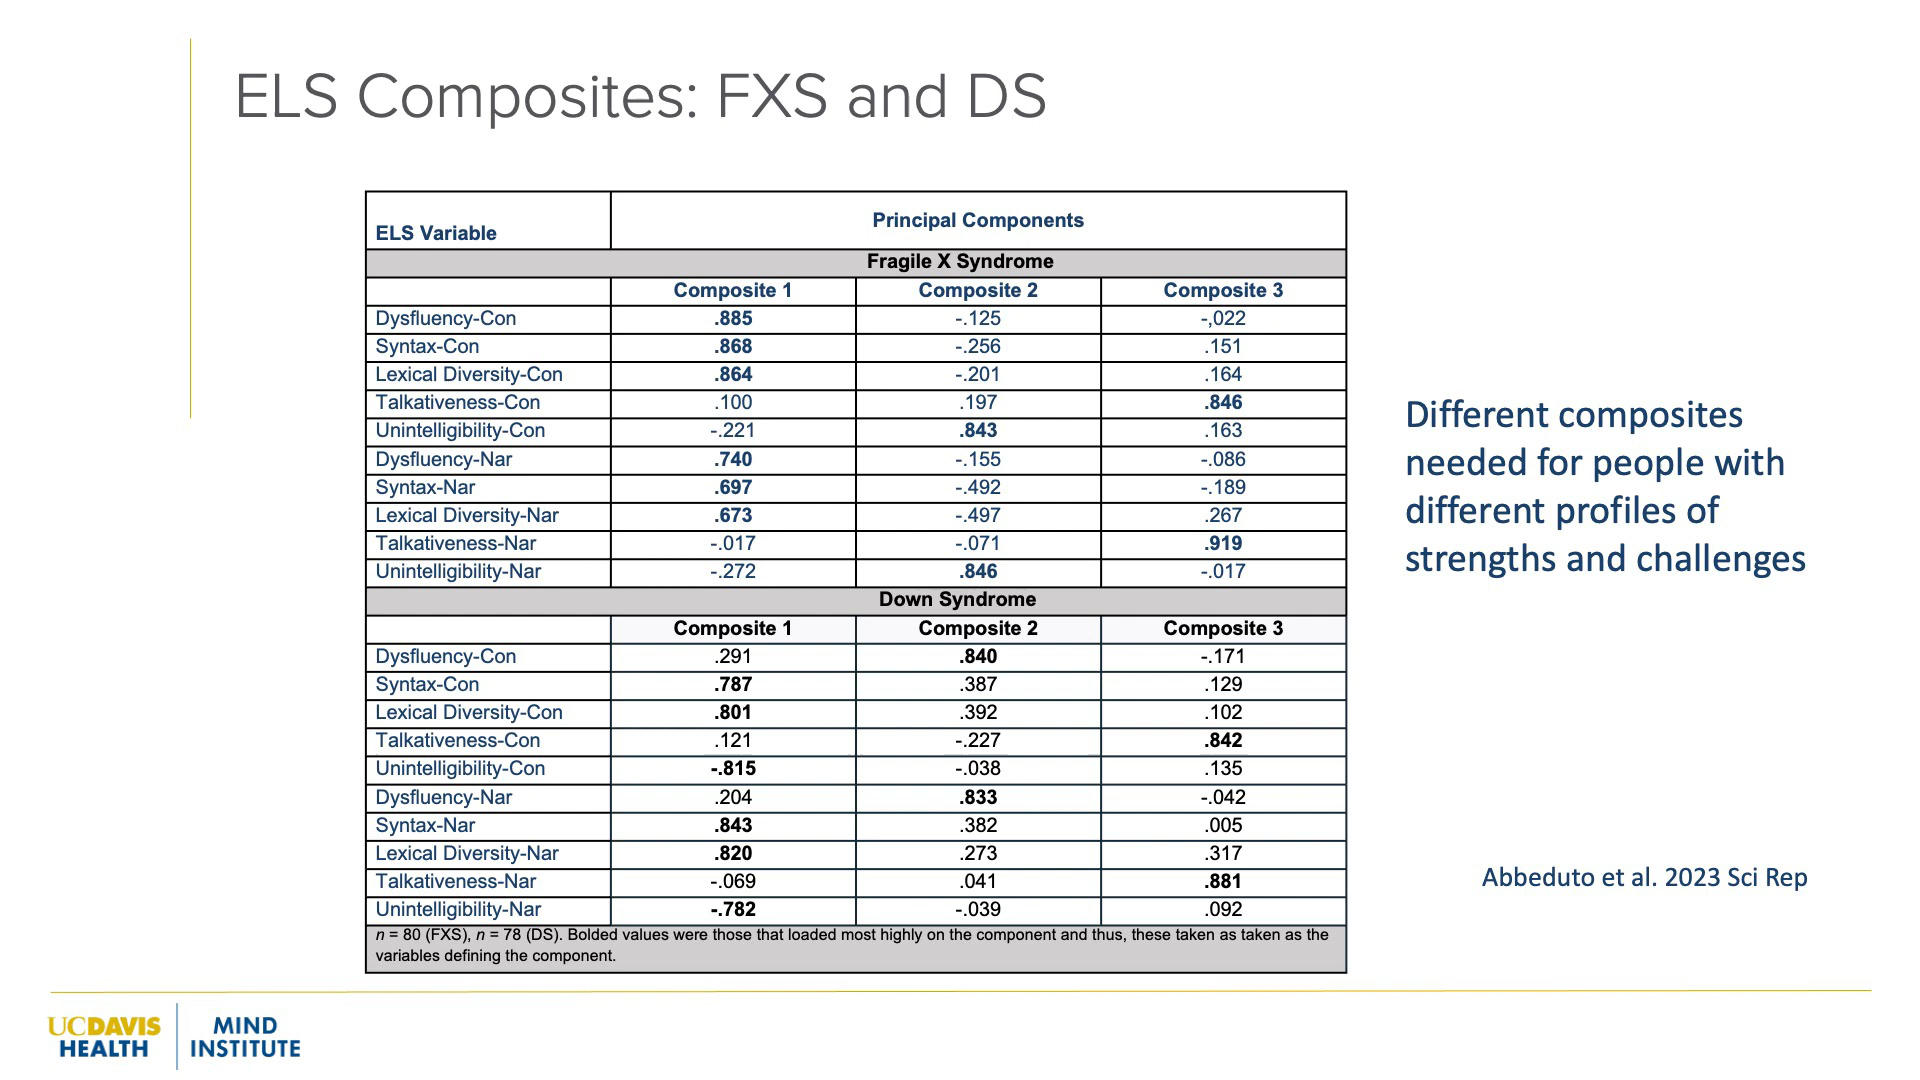 ELS Composites: FXS and DS
ELS Variable Principal Components
Fragile X Syndrome
Composite 1 Composite 2 Composite 3
Dysfluency-Con .885 -.125 -,022
Syntax-Con .868 -.256 .151
Lexical Diversity-Con .864 -.201 .164
Talkativeness-Con .100 .197 .846
Unintelligibility-Con -.221 .843 .163
Dysfluency-Nar .740 -.155 -.086
Syntax-Nar .697 -.492 -.189
Lexical Diversity-Nar .673 -.497 .267
Talkativeness-Nar -.017 -.071 .919
Unintelligibility-Nar -.272 .846 -.017
Down Syndrome
Composite 1 Composite 2 Composite 3
Dysfluency-Con .291 .840 -.171
Syntax-Con .787 .387 .129
Lexical Diversity-Con .801 .392 .102
Talkativeness-Con .121 -.227 .842
Unintelligibility-Con -.815 -.038 .135
Dysfluency-Nar .204 .833 -.042
Syntax-Nar .843 .382 .005
Lexical Diversity-Nar .820 .273 .317
Talkativeness-Nar -.069 .041 .881
Unintelligibility-Nar -.782 -.039 .092
n = 80 (FXS), n = 78 (DS). Bolded values were those that loaded most highly on the component and thus, these taken as taken as the
variables defining the component.
Different composites
needed for people with
different profiles of
strengths and challenges
Abbeduto et al. 2023 Sci Rep
UCDAVIS
HEALTH
MIND
INSTITUTE